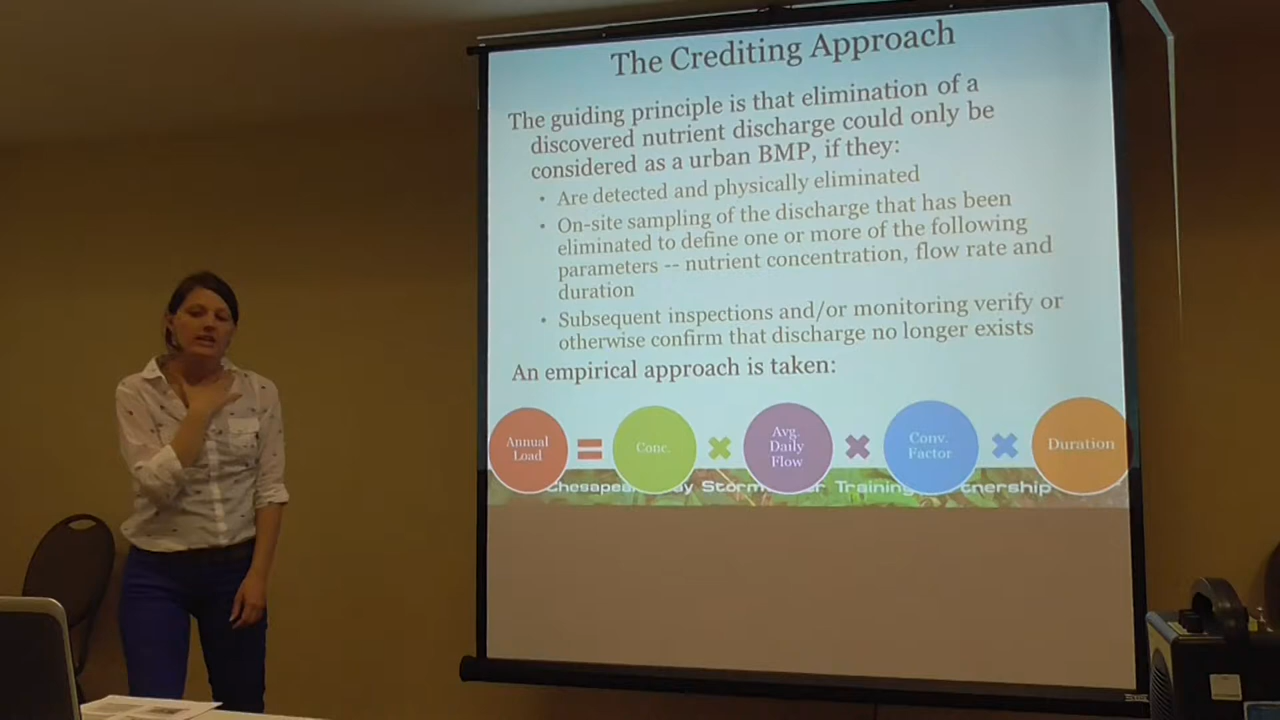 The Crediting Approach
The guiding principle is that elimination of a
discovered nutrient discharge could only be
considered as a urban BMP, if they:
• Are detected and physically eliminated
• On-site sampling of the discharge that has been
eliminated to define one or more of the following
parameters -- nutrient concentration, flow rate and
duration
• Subsequent inspections and/or monitoring verify or
otherwise confirm that discharge no longer exists
An empirical approach is taken:
Annual
Load
=
Conc.
×
Avg.
Daily
Flow
×
Conv.
Factor
×
Duration
Training